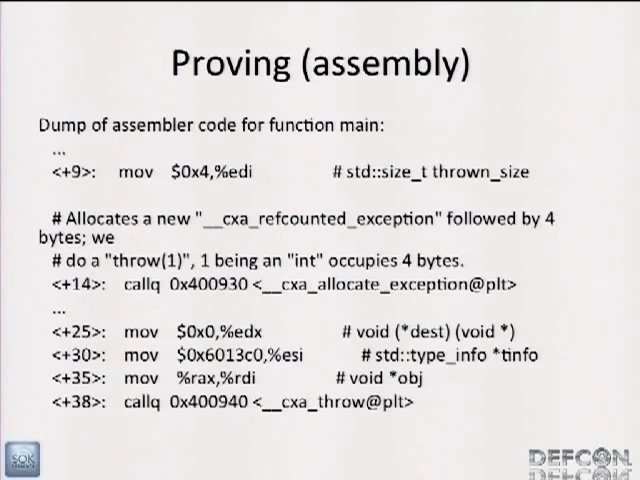 Proving (assembly)
Dump of assembler code for function main:
...
<+9>: mov $0x4,%edi # std::size_t thrown_size
# Allocates a new "__cxa_refcounted_exception" followed by 4
bytes; we
# do a "throw(1)", 1 being an "int" occupies 4 bytes.
<+14>: callq 0x400930 <__cxa_allocate_exception@plt>
...
<+25>: mov $0x0,%edx # void (*dest) (void *)
<+30>: mov $0x6013c0,%esi # std::type_info *tinfo
<+35>: mov %rax,%rdi # void *obj
<+38>: callq 0x400940 <__cxa_throw@plt>
SOK
DEFCON